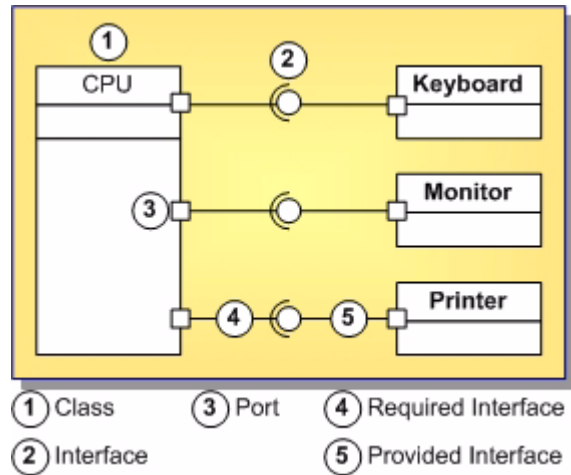 1
2
CPU
Keyboard
3
Monitor
4
5
Printer
1 Class
3 Port
4 Required Interface
2 Interface
5 Provided Interface